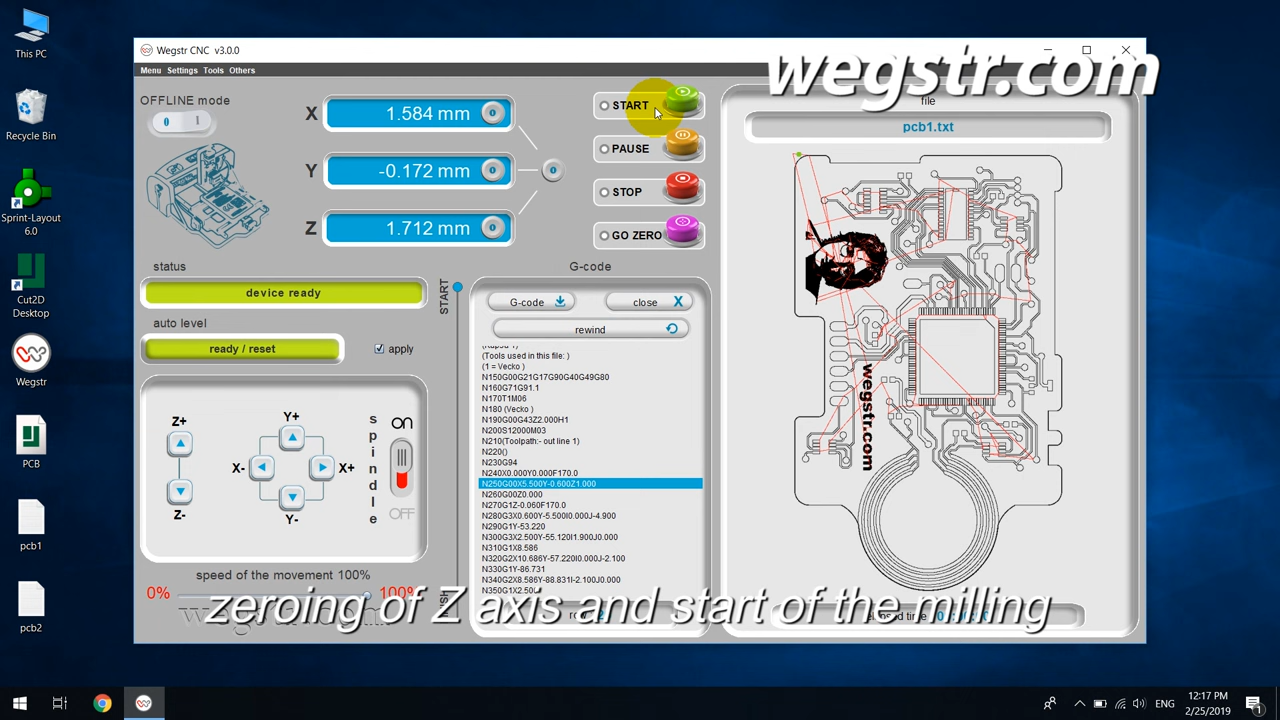 This PC
Recycle Bin
Sprint-Layout
6.0
Cut2D
Desktop
Wegstr
PCB
pcb1
pcb2
Wegstr CNC v3.0.0
Menu Settings Tools Others
wegstr.com
OFFLINE mode
0 1
X 1.584 mm 0
Y -0.172 mm 0
0
Z 1.712 mm 0
START
PAUSE
STOP
GO ZERO
file
pcb1.txt
wegstr.com
status
device ready
auto level
ready / reset
apply
Z+
Z-
Y+
X-
X+
Y-
spindle
ON
OFF
speed of the movement 100%
0%
100%
START
G-code
G-code
close X
rewind
(Tools used in this file: )
(1 = Vecko )
N150G00G21G17G90G40G49G80
N160G71G91.1
N170T1M06
N180 (Vecko )
N190G00G43Z2.000H1
N200S12000M03
N210(Toolpath:- out line 1)
N220()
N230G94
N240X0.000Y0.000F170.0
N250G00X5.500Y-0.600Z1.000
N260G00Z0.000
N270G1Z-0.060F170.0
N280G3X0.600Y-5.500I0.000J-4.900
N290G1Y-53.220
N300G3X2.500Y-55.120I1.900J0.000
N310G1X8.586
N320G2X10.686Y-57.220I0.000J-2.100
N330G1Y-86.731
N340G2X8.586Y-88.831I-2.100J0.000
N350G1X2.50
zeroing of Z axis and start of the milling
ENG
12:17 PM
2/25/2019
1